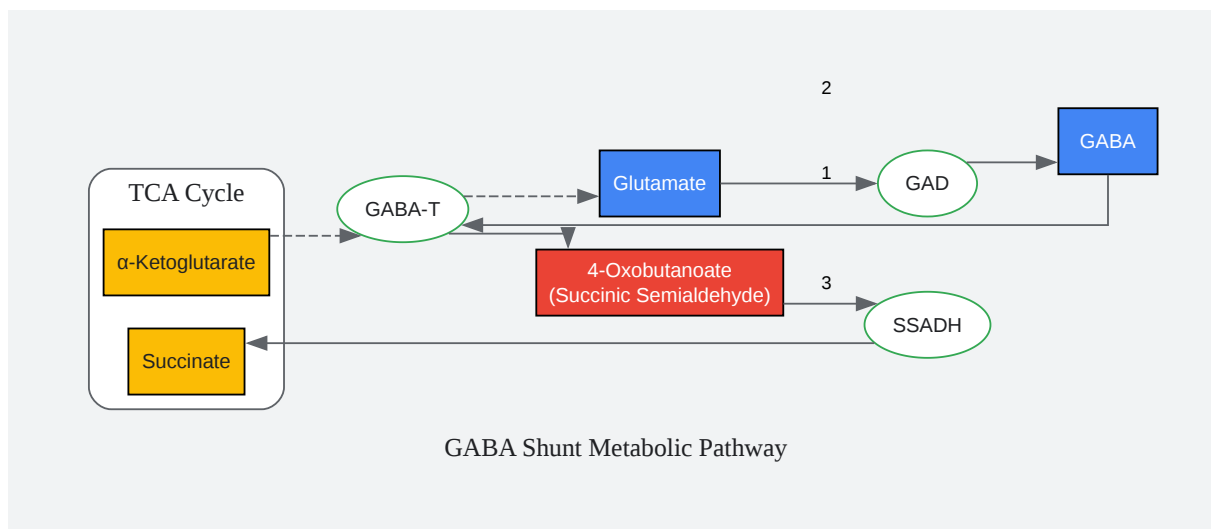 2
GABA
Glutamate
1
GAD
TCA Cycle
GABA-T
α-Ketoglutarate
4-Oxobutanoate
(Succinic Semialdehyde)
3
SSADH
Succinate
GABA Shunt Metabolic Pathway